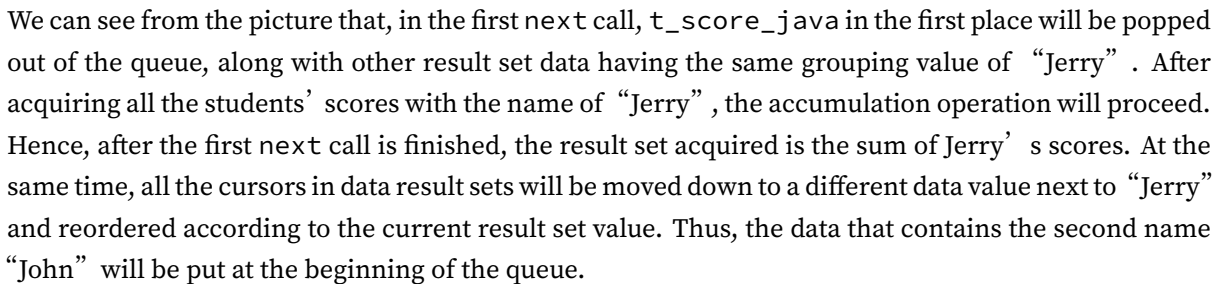 We can see from the picture that, in the first next call, t_score_java in the first place will be popped
out of the queue, along with other result set data having the same grouping value of “Jerry” . After
acquiring all the students’ scores with the name of “Jerry” , the accumulation operation will proceed.
Hence, after the first next call is finished, the result set acquired is the sum of Jerry’ s scores. At the
same time, all the cursors in data result sets will be moved down to a different data value next to “Jerry”
and reordered according to the current result set value. Thus, the data that contains the second name
“John” will be put at the beginning of the queue.